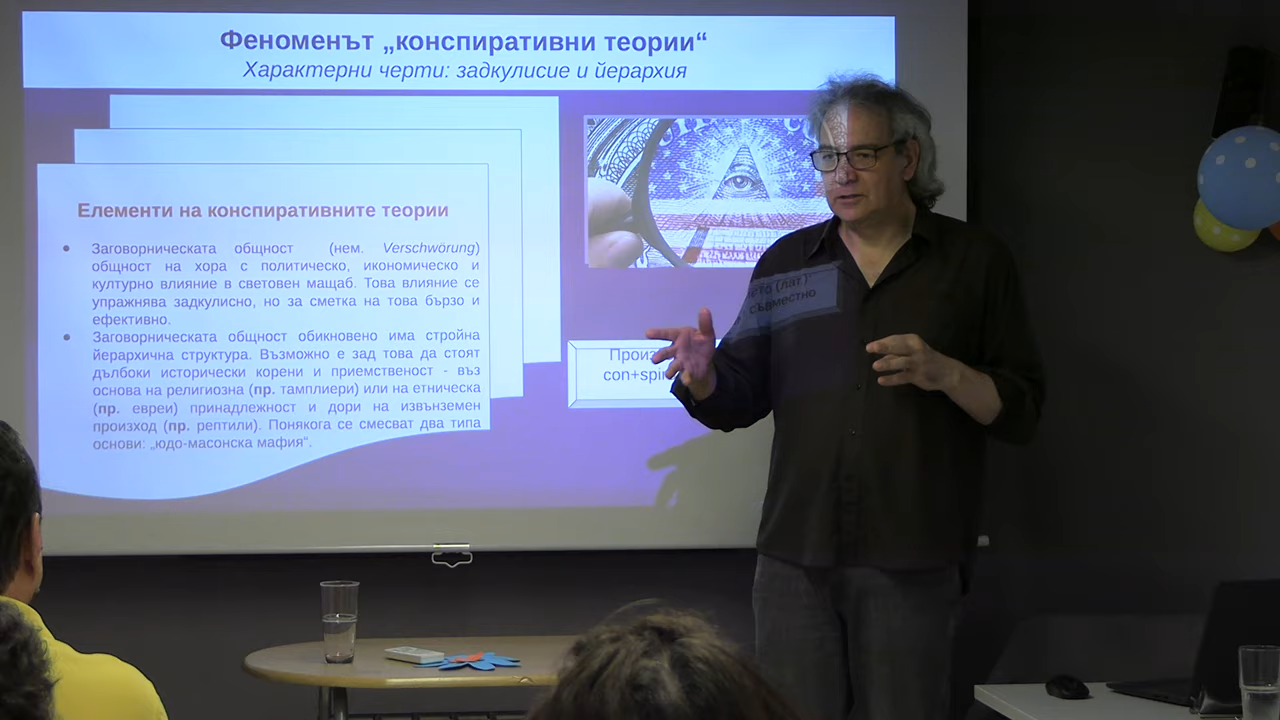 Феноменът „конспиративни теории“
Характерни черти: задкулисие и йерархия
Елементи на конспиративните теории
● Заговорническата общност (нем. Verschwörung)
общност на хора с политическо, икономическо и
културно влияние в световен мащаб. Това влияние се
упражнява задкулисно, но за сметка на това бързо и
ефективно.
● Заговорническата общност обикновено има стройна
йерархична структура. Възможно е зад това да стоят
дълбоки исторически корени и приемственост - въз
основа на религиозна (пр. тамплиери) или на етническа
(пр. евреи) принадлежност и дори на извънземен
произход (пр. рептили). Понякога се смесват два типа
основи: „юдо-масонска мафия“.
(лат):
con+spi
съвместно